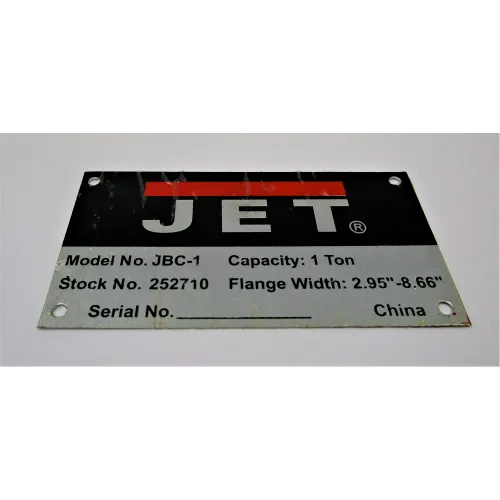 JET®
Model No. JBC-1 Capacity: 1 Ton
Stock No. 252710 Flange Width: 2.95"-8.66"
Serial No. ________________ China